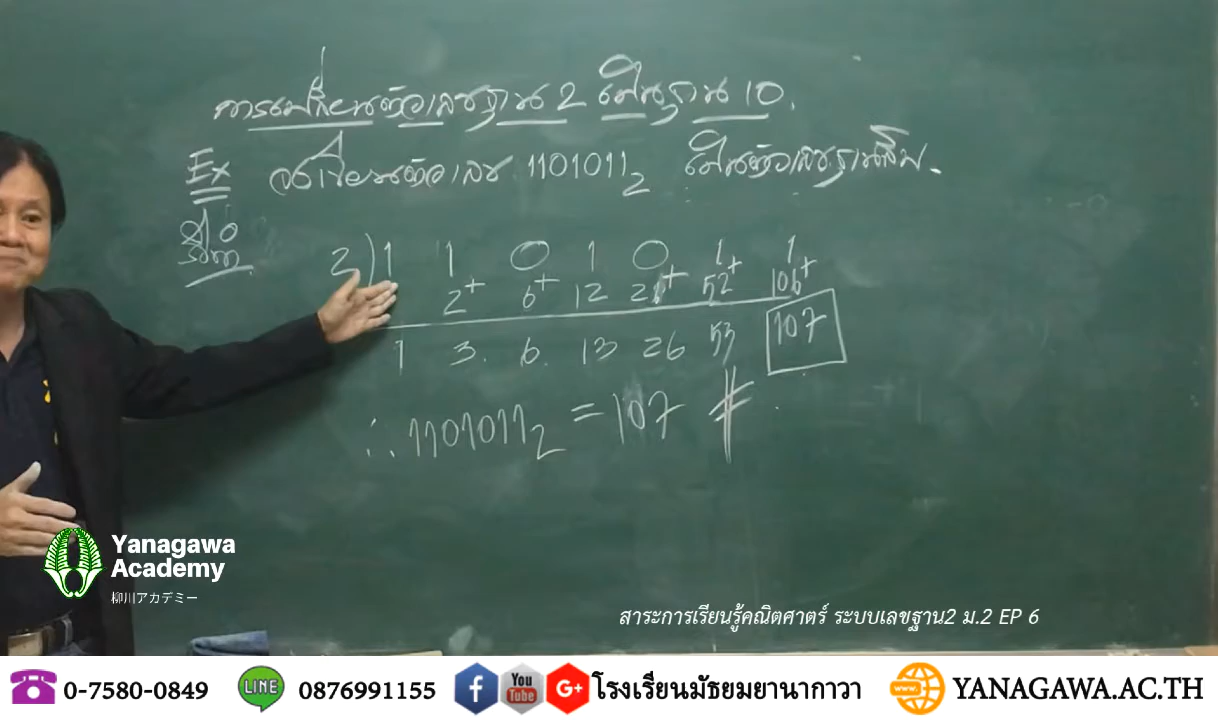 การเปลี่ยนตัวเลขฐาน 2 เป็นฐาน 10.
Ex จงเขียนตัวเลข 1101011₂ เป็นตัวเลขฐานสิบ.
2) 1 1 0 1 0 1 1
2+ 6+ 12 26+ 52+ 106+
1 3. 6. 13 26 53 107
∴ 1101011₂ = 107 #
Yanagawa
Academy
柳川アカデミー
สาระการเรียนรู้คณิตศาตร์ ระบบเลขฐาน2 ม.2 EP 6
0-7580-0849 LINE 0876991155 f You Tube G+ โรงเรียนมัธยมยานากาวา www YANAGAWA.AC.TH